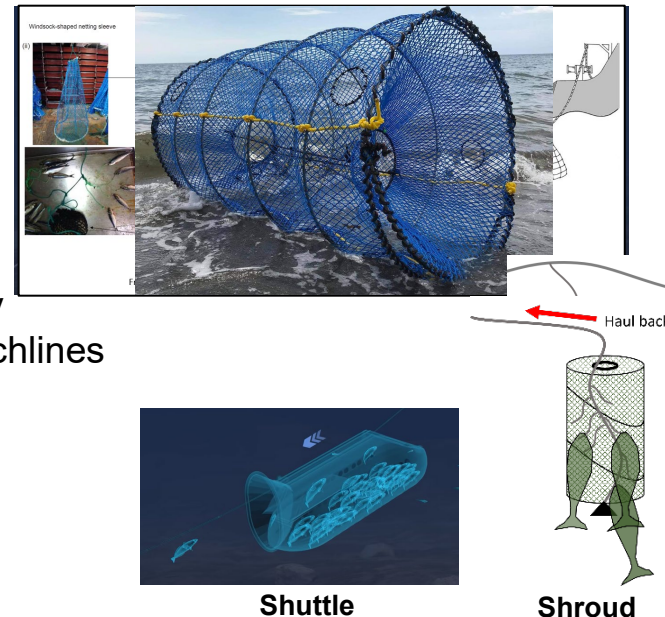 Windsock-shaped netting sleeve
(ii)
Haul back
chlines
Shuttle
Shroud